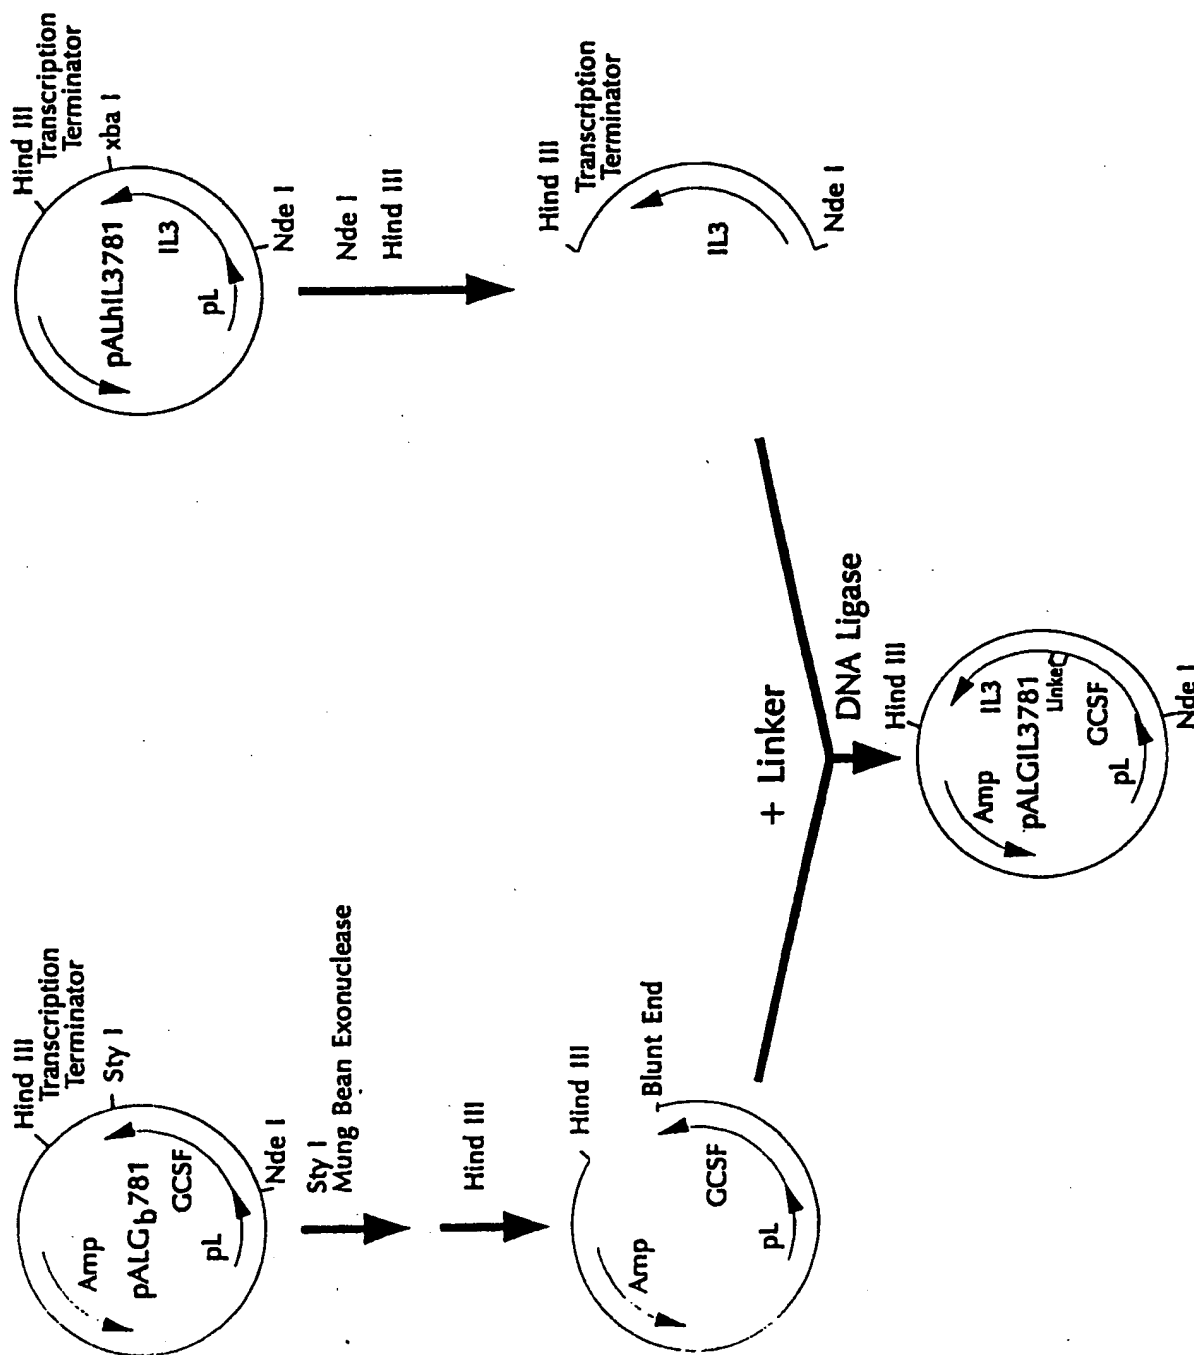 Hind III
Transcription
Terminator
Sty I
Amp
pALGb781
GCSF
pL
Nde I
Sty I
Mung Bean Exonuclease
Hind III
Hind III
Blunt End
Amp
GCSF
pL
Hind III
Transcription
Terminator
xba I
pALhIL3781
IL3
pL
Nde I
Nde I
Hind III
Hind III
Transcription
Terminator
IL3
Nde I
+ Linker
DNA Ligase
Hind III
Amp
IL3
pALGIL3781
Linker
GCSF
pL
Nde I